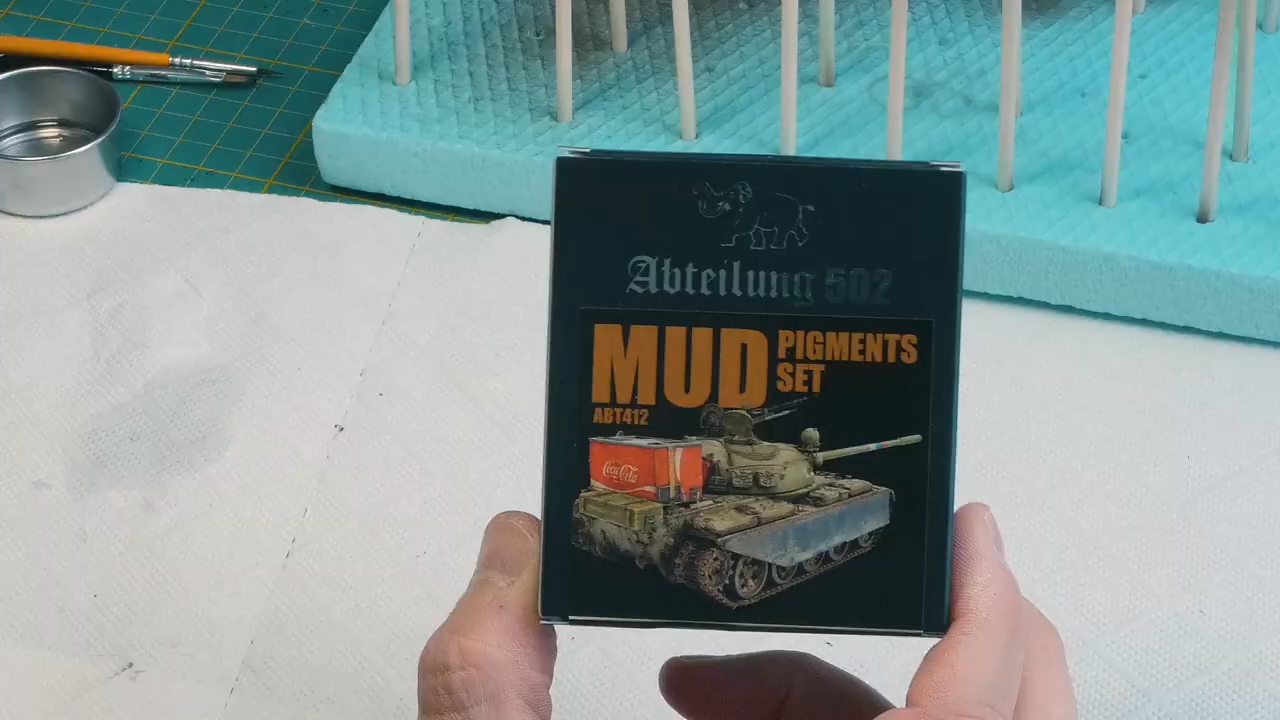 Abteilung 502
MUD PIGMENTS
SET
ABT412
Coca-Cola